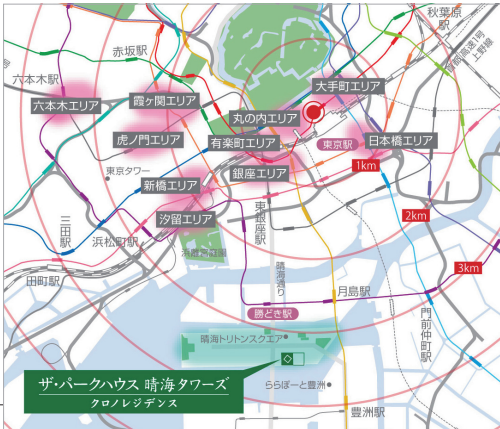 秋葉原駅
首都高速1号上野線
赤坂駅
大手町エリア
六本木駅
霞ヶ関エリア
六本木エリア
丸の内エリア
虎ノ門エリア
有楽町エリア
東京駅
日本橋エリア
1km
東京タワー
新橋エリア
銀座エリア
汐留エリア
東銀座駅
2km
三田駅
浜松町駅
浜離宮庭園
晴海通り
3km
田町駅
月島駅
勝どき駅
門前仲町駅
晴海トリトンスクエア
ららぽーと豊洲
豊洲駅
ザ・パークハウス 晴海タワーズ
クロノレジデンス